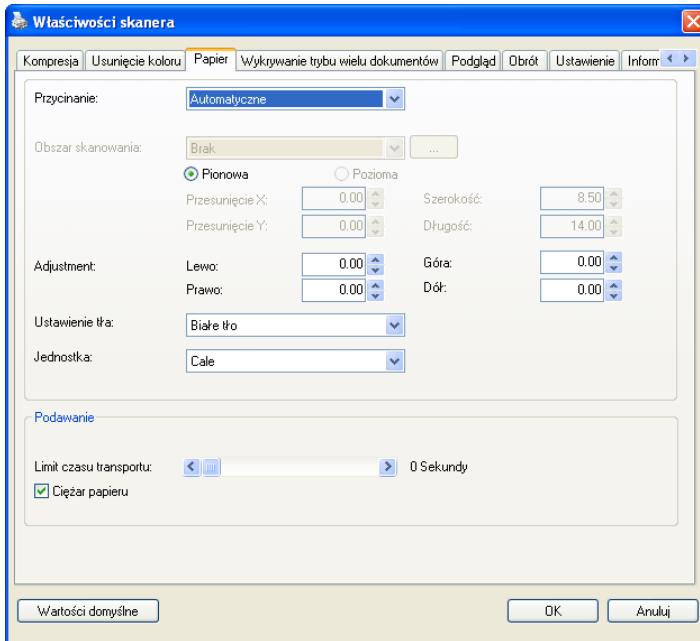 Właściwości skanera
Kompresja Usunięcie koloru Papier Wykrywanie trybu wielu dokumentów Podgląd Obrót Ustawienie Inform
Przycinanie: Automatyczne
Obszar skanowania: Brak ...
Pionowa Pozioma
Przesunięcie X: 0.00 Szerokość: 8.50
Przesunięcie Y: 0.00 Długość: 14.00
Adjustment: Lewo: 0.00 Góra: 0.00
Prawo: 0.00 Dół: 0.00
Ustawienie tła: Białe tło
Jednostka: Cale
Podawanie
Limit czasu transportu: 0 Sekundy
Ciężar papieru
Wartości domyślne OK Anuluj